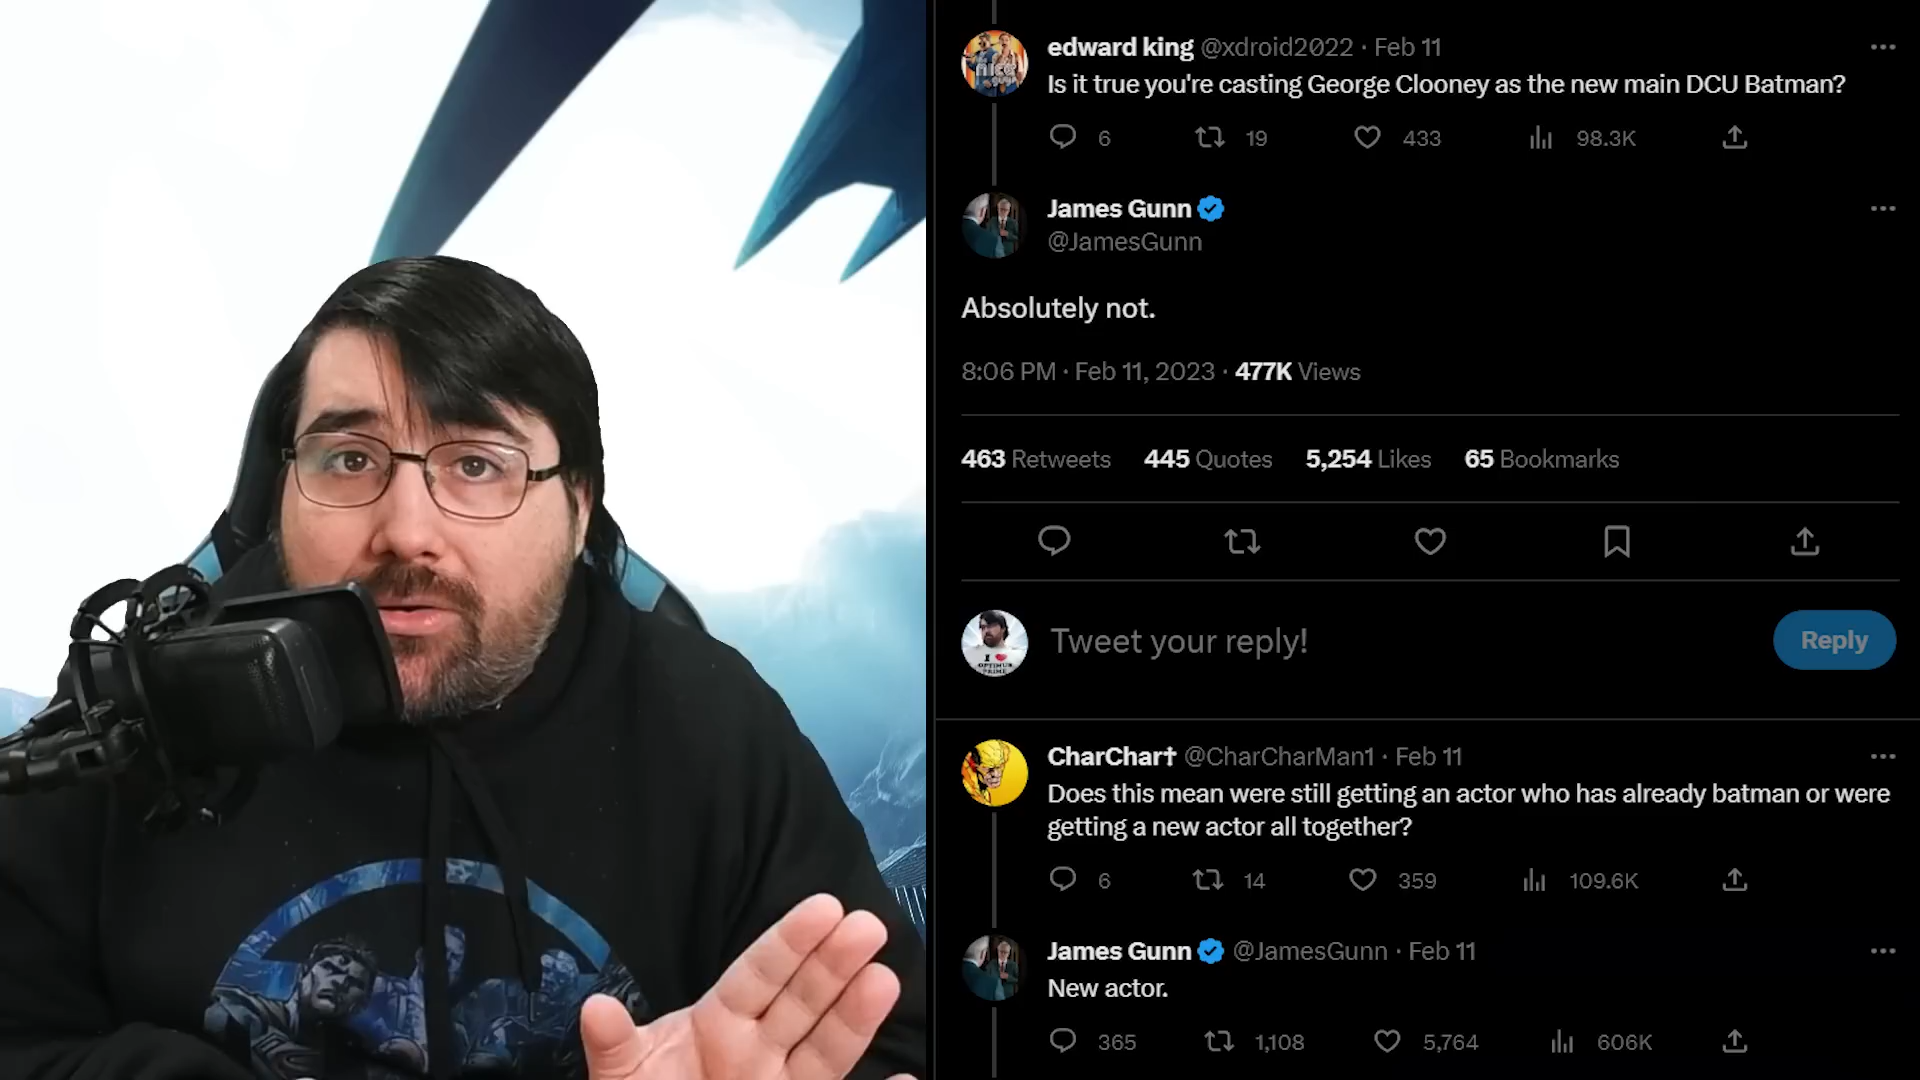 edward king @xdroid2022 · Feb 11
Is it true you're casting George Clooney as the new main DCU Batman?
6 19 433 98.3K
James Gunn
@JamesGunn
Absolutely not.
8:06 PM · Feb 11, 2023 · 477K Views
463 Retweets 445 Quotes 5,254 Likes 65 Bookmarks
I
OPTIMUS
PRIME
Tweet your reply!
Reply
CharChar† @CharCharMan1 · Feb 11
Does this mean were still getting an actor who has already batman or were
getting a new actor all together?
6 14 359 109.6K
James Gunn @JamesGunn · Feb 11
New actor.
365 1,108 5,764 606K